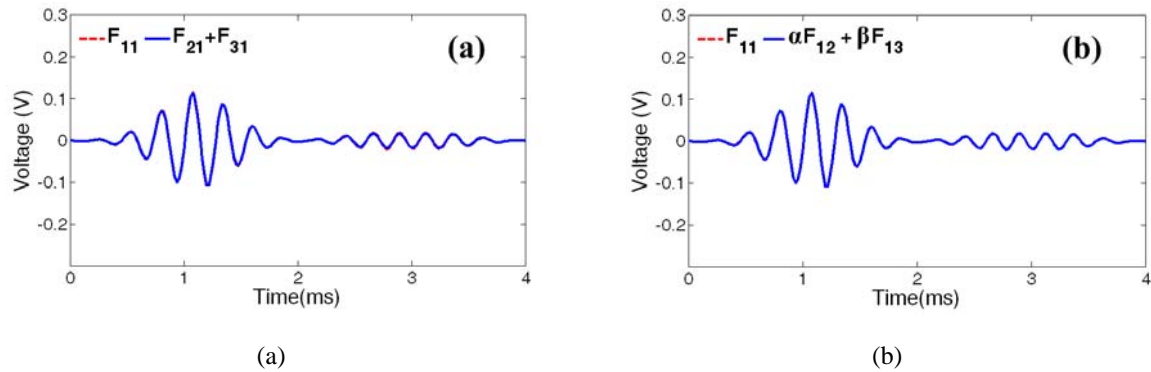 0.3
0.2
0.1
0
-0.1
-0.2
Voltage (V)
F11 F21+F31
(a)
0 1 2 3 4
Time(ms)
(a)
0.3
0.2
0.1
0
-0.1
-0.2
Voltage (V)
F11 αF12 + βF13
(b)
0 1 2 3 4
Time(ms)
(b)